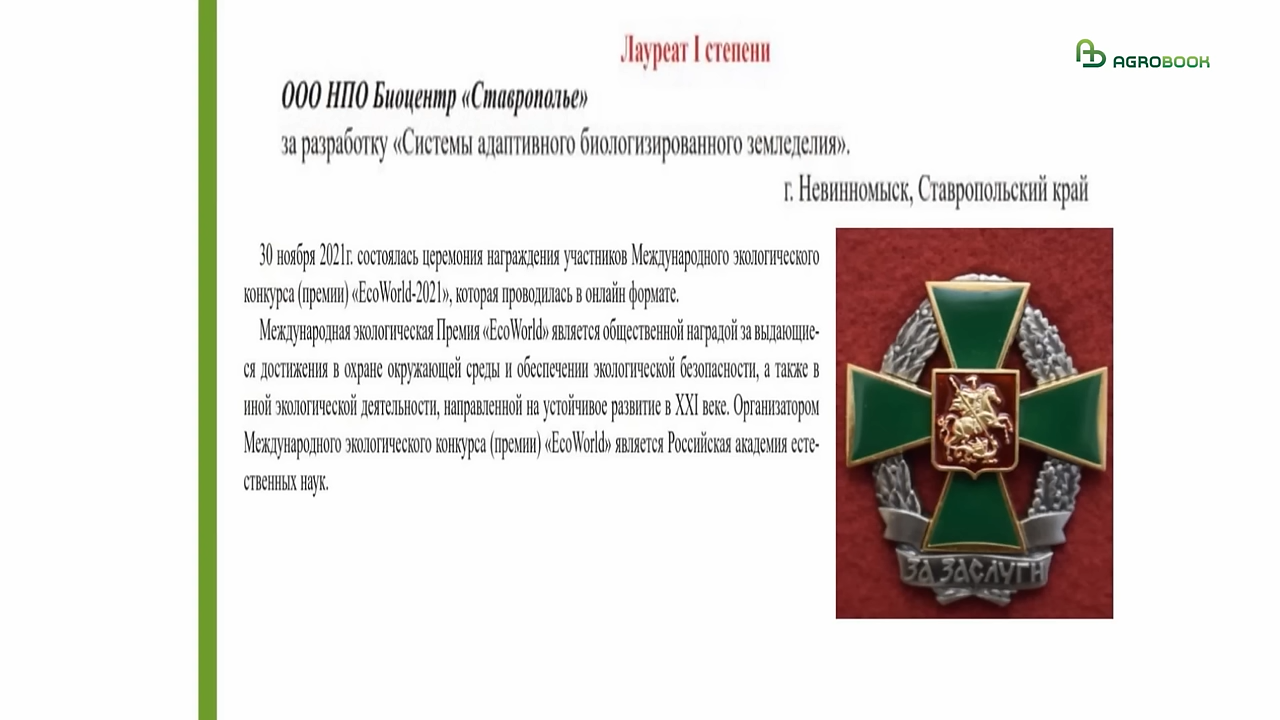 Лауреат I степени
AGROBOOK
ООО НПО Биоцентр «Ставрополье»
за разработку «Системы адаптивного биологизированного земледелия».
г. Невинномыск, Ставропольский край
30 ноября 2021г. состоялась церемония награждения участников Международного экологического
конкурса (премии) «EcoWorld-2021», которая проводилась в онлайн формате.
Международная экологическая Премия «EcoWorld» является общественной наградой за выдающие-
ся достижения в охране окружающей среды и обеспечении экологической безопасности, а также в
иной экологической деятельности, направленной на устойчивое развитие в XXI веке. Организатором
Международного экологического конкурса (премии) «EcoWorld» является Российская академия есте-
ственных наук.
ЗА ЗАСЛУГИ